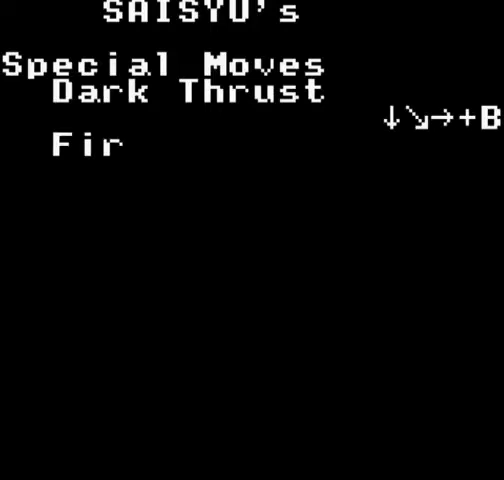 SAISYU's
Special Moves
Dark Thrust
↓↘→+B
Fir